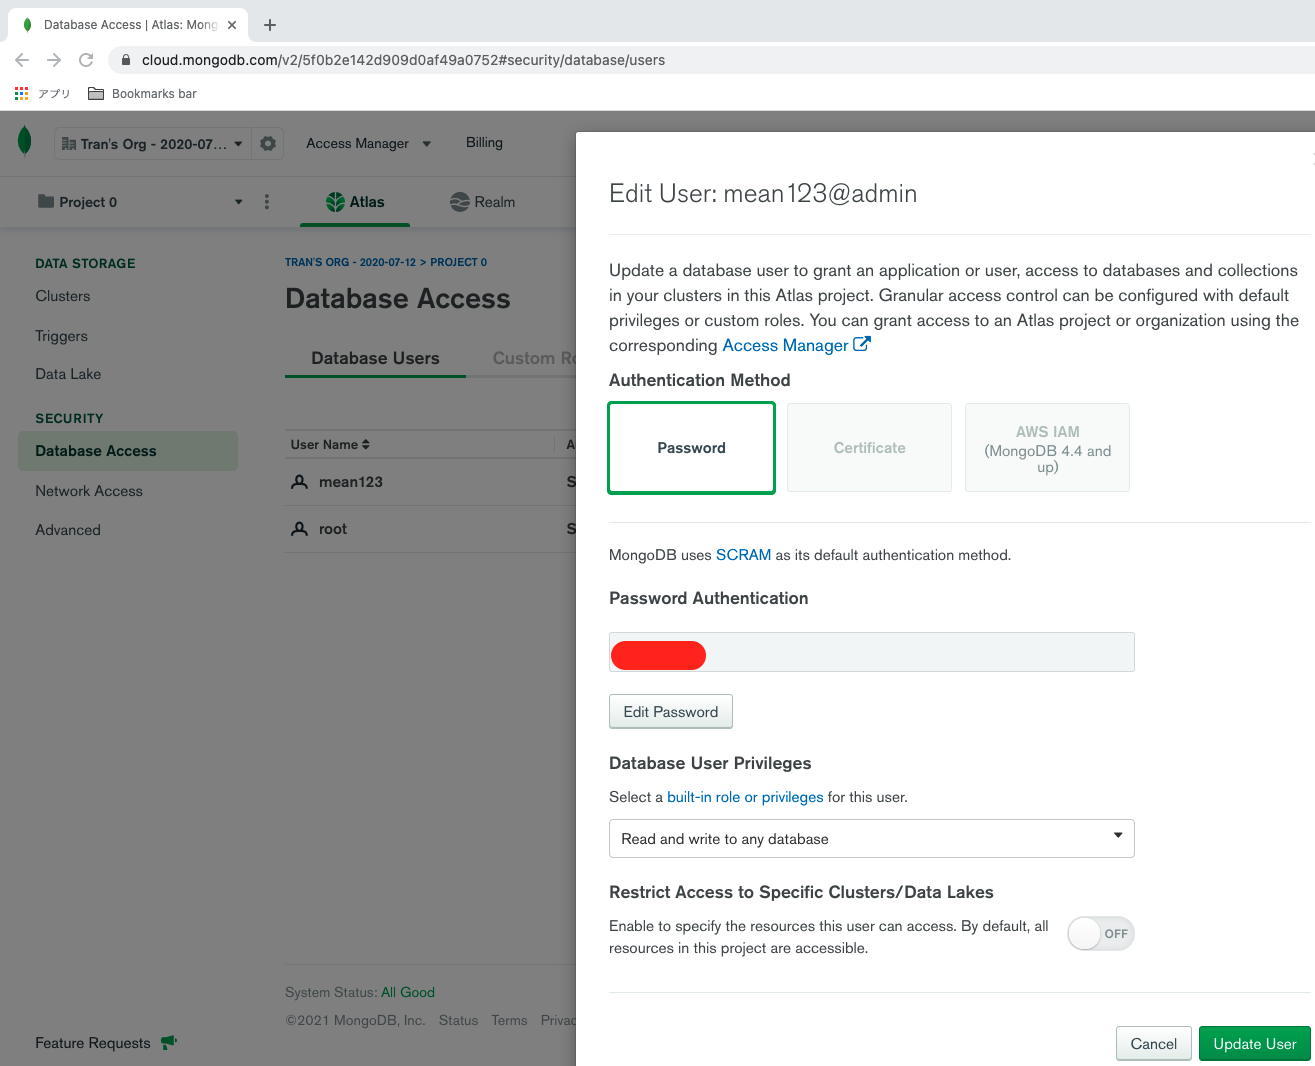 Database Access | Atlas: Mong
cloud.mongodb.com/v2/5f0b2e142d909d0af49a0752#security/database/users
アプリ
Bookmarks bar
Tran's Org - 2020-07...
Access Manager
Billing
Project 0
Atlas
Realm
DATA STORAGE
Clusters
Triggers
Data Lake
SECURITY
Database Access
Network Access
Advanced
Feature Requests
TRAN'S ORG - 2020-07-12 > PROJECT 0
Database Access
Database Users
Custom Ro
User Name
A
mean123
S
root
S
System Status: All Good
©2021 MongoDB, Inc.
Status
Terms
Privac
Edit User: mean123@admin
Update a database user to grant an application or user, access to databases and collections
in your clusters in this Atlas project. Granular access control can be configured with default
privileges or custom roles. You can grant access to an Atlas project or organization using the
corresponding Access Manager
Authentication Method
Password
Certificate
AWS IAM
(MongoDB 4.4 and
up)
MongoDB uses SCRAM as its default authentication method.
Password Authentication
Edit Password
Database User Privileges
Select a built-in role or privileges for this user.
Read and write to any database
Restrict Access to Specific Clusters/Data Lakes
Enable to specify the resources this user can access. By default, all
resources in this project are accessible.
OFF
Cancel
Update User